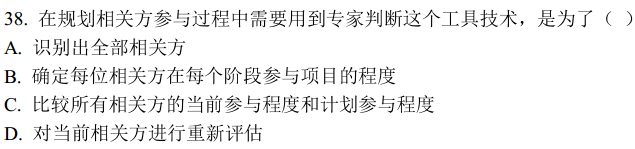 38. 在规划相关方参与过程中需要用到专家判断这个工具技术，是为了（ ）
A. 识别出全部相关方
B. 确定每位相关方在每个阶段参与项目的程度
C. 比较所有相关方的当前参与程度和计划参与程度
D. 对当前相关方进行重新评估